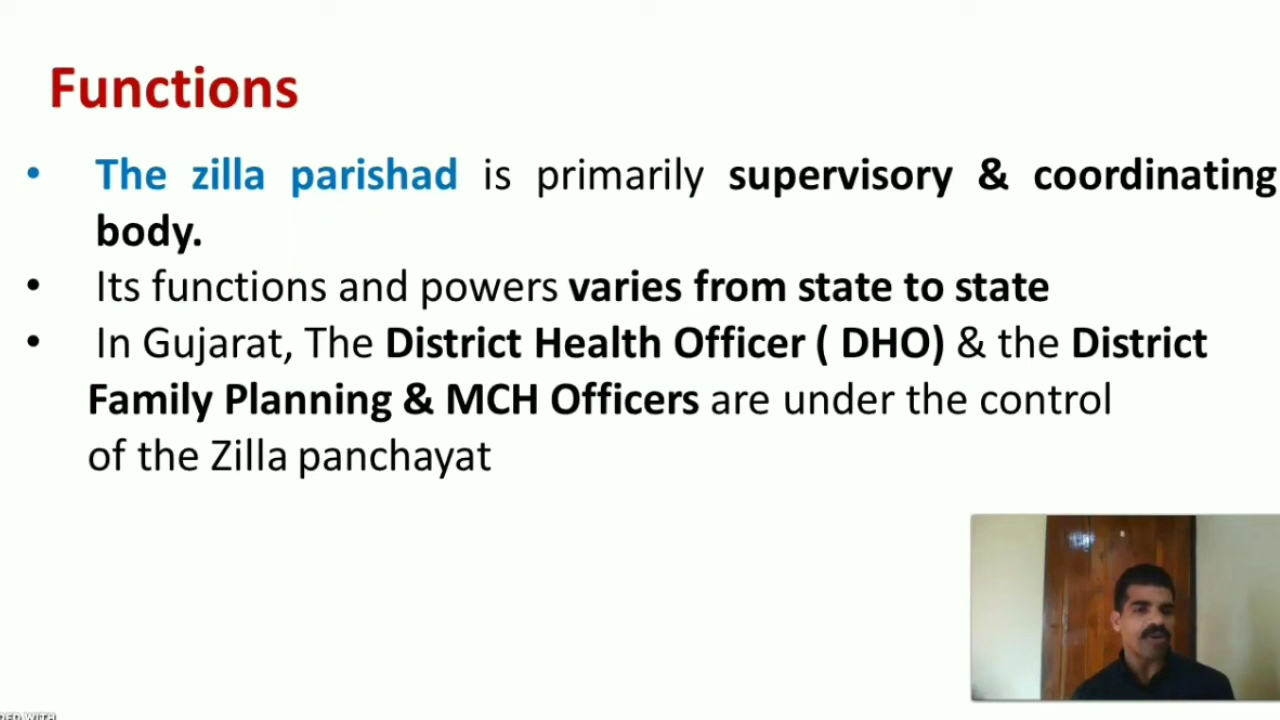 Functions
• The zilla parishad is primarily supervisory & coordinating
body.
• Its functions and powers varies from state to state
• In Gujarat, The District Health Officer ( DHO) & the District
Family Planning & MCH Officers are under the control
of the Zilla panchayat
WITH